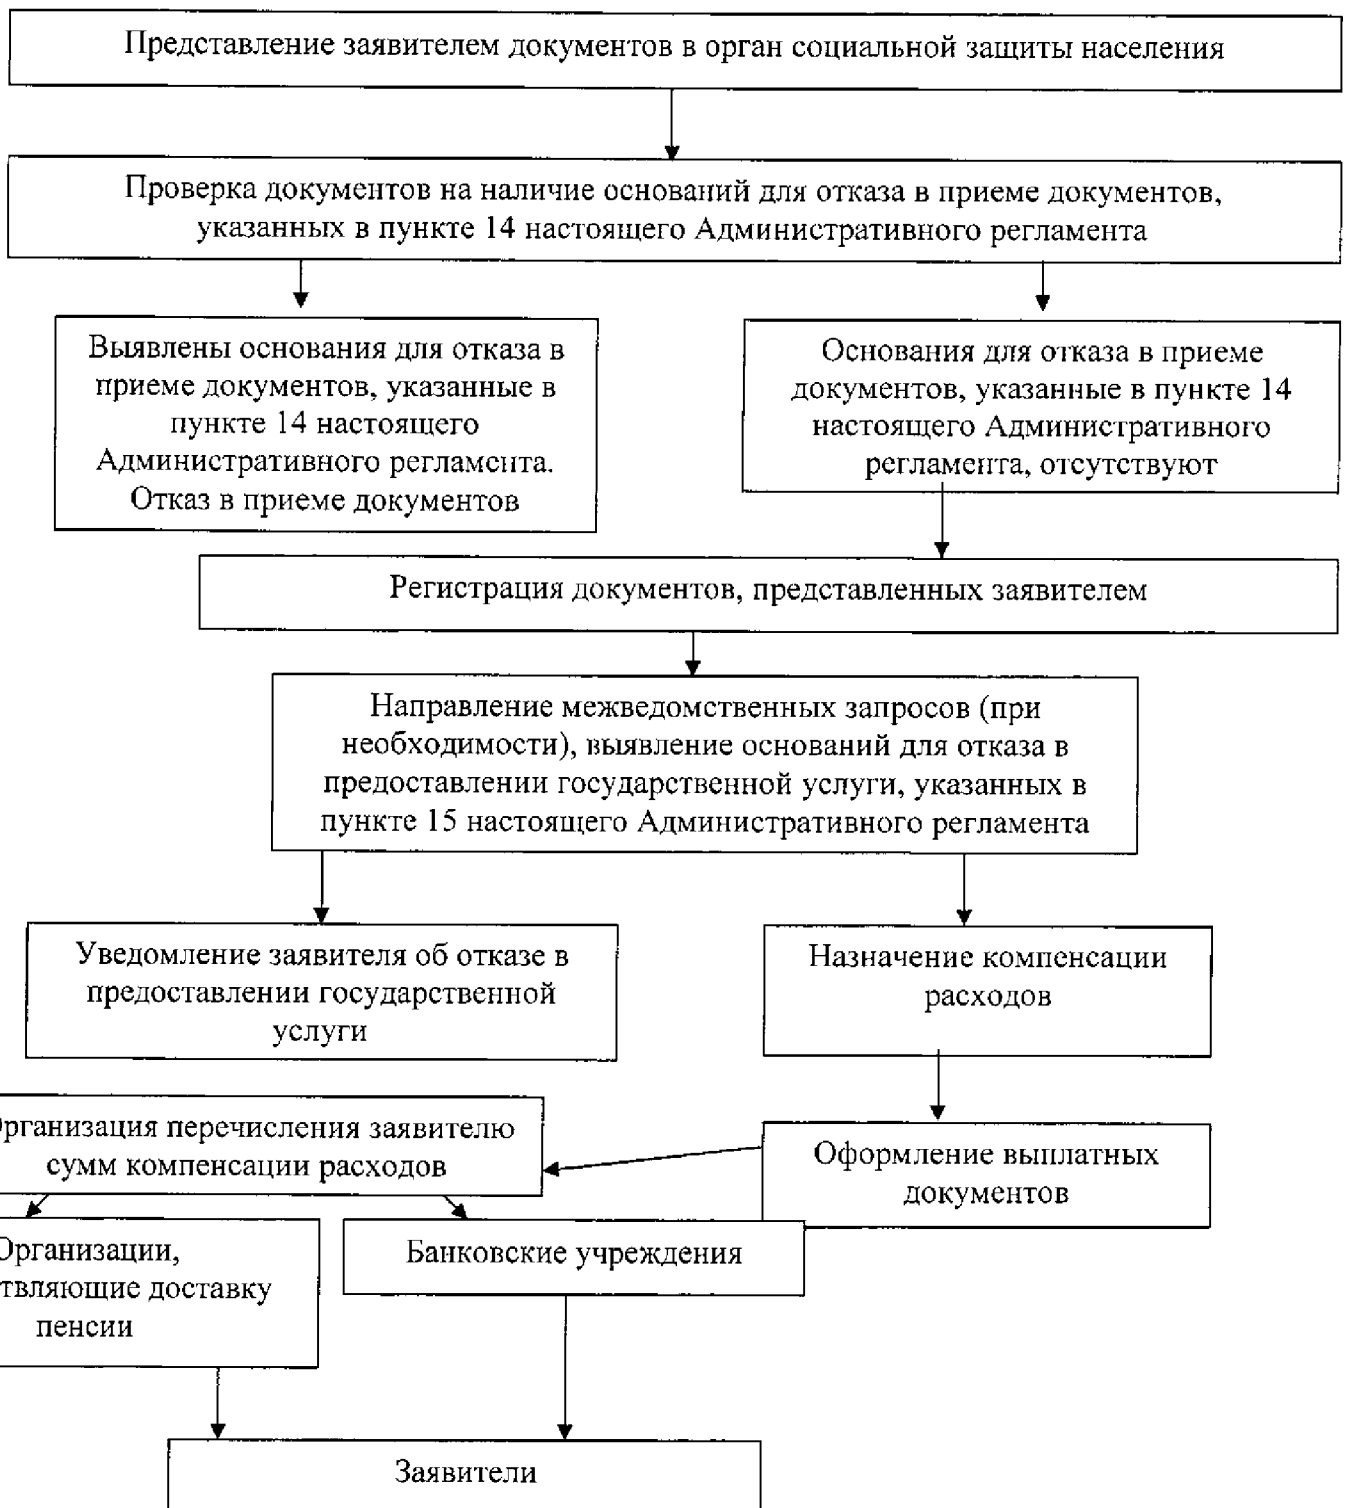 Представление заявителем документов в орган социальной защиты населения
Проверка документов на наличие оснований для отказа в приеме документов,
указанных в пункте 14 настоящего Административного регламента
Выявлены основания для отказа в
приеме документов, указанные в
пункте 14 настоящего
Административного регламента.
Отказ в приеме документов
Основания для отказа в приеме
документов, указанные в пункте 14
настоящего Административного
регламента, отсутствуют
Регистрация документов, представленных заявителем
Направление межведомственных запросов (при
необходимости), выявление оснований для отказа в
предоставлении государственной услуги, указанных в
пункте 15 настоящего Административного регламента
Уведомление заявителя об отказе в
предоставлении государственной
услуги
Назначение компенсации
расходов
Организация перечисления заявителю
сумм компенсации расходов
Оформление выплатных
документов
Организации,
твляющие доставку
пенсии
Банковские учреждения
Заявители